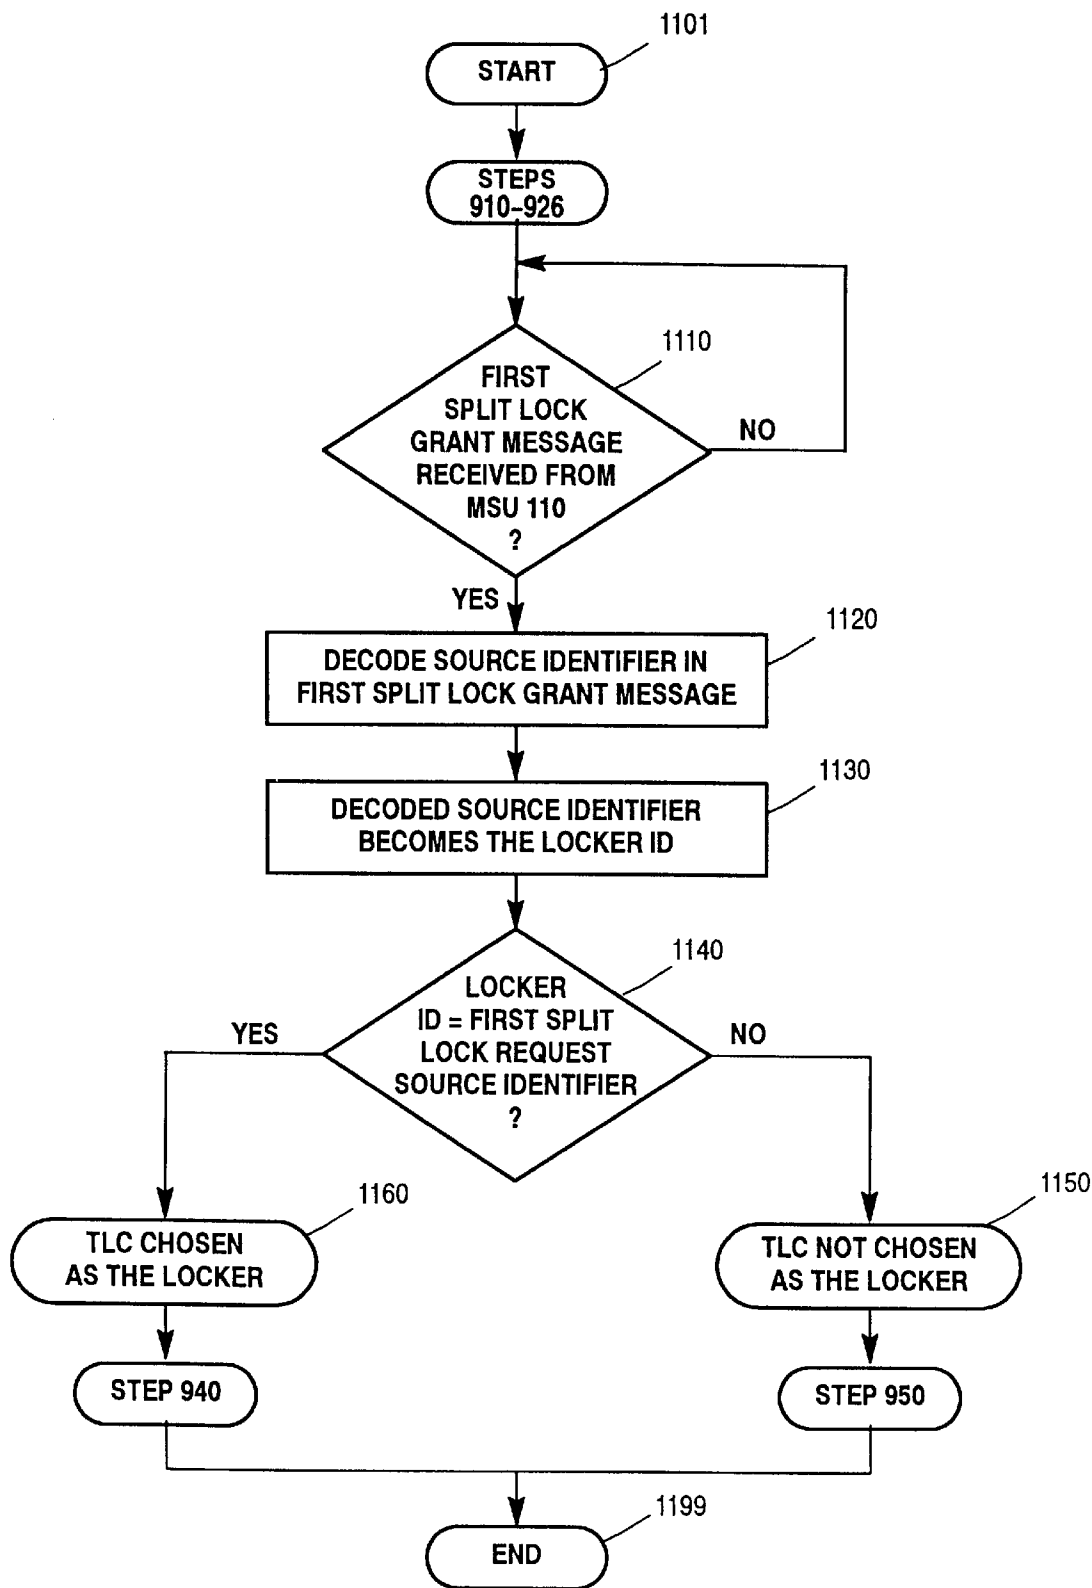 1101
START
STEPS
910–926
1110
FIRST
SPLIT LOCK
GRANT MESSAGE
RECEIVED FROM
MSU 110
?
NO
YES
1120
DECODE SOURCE IDENTIFIER IN
FIRST SPLIT LOCK GRANT MESSAGE
1130
DECODED SOURCE IDENTIFIER
BECOMES THE LOCKER ID
1140
LOCKER
ID = FIRST SPLIT
LOCK REQUEST
SOURCE IDENTIFIER
?
YES
NO
1160
TLC CHOSEN
AS THE LOCKER
1150
TLC NOT CHOSEN
AS THE LOCKER
STEP 940
STEP 950
1199
END